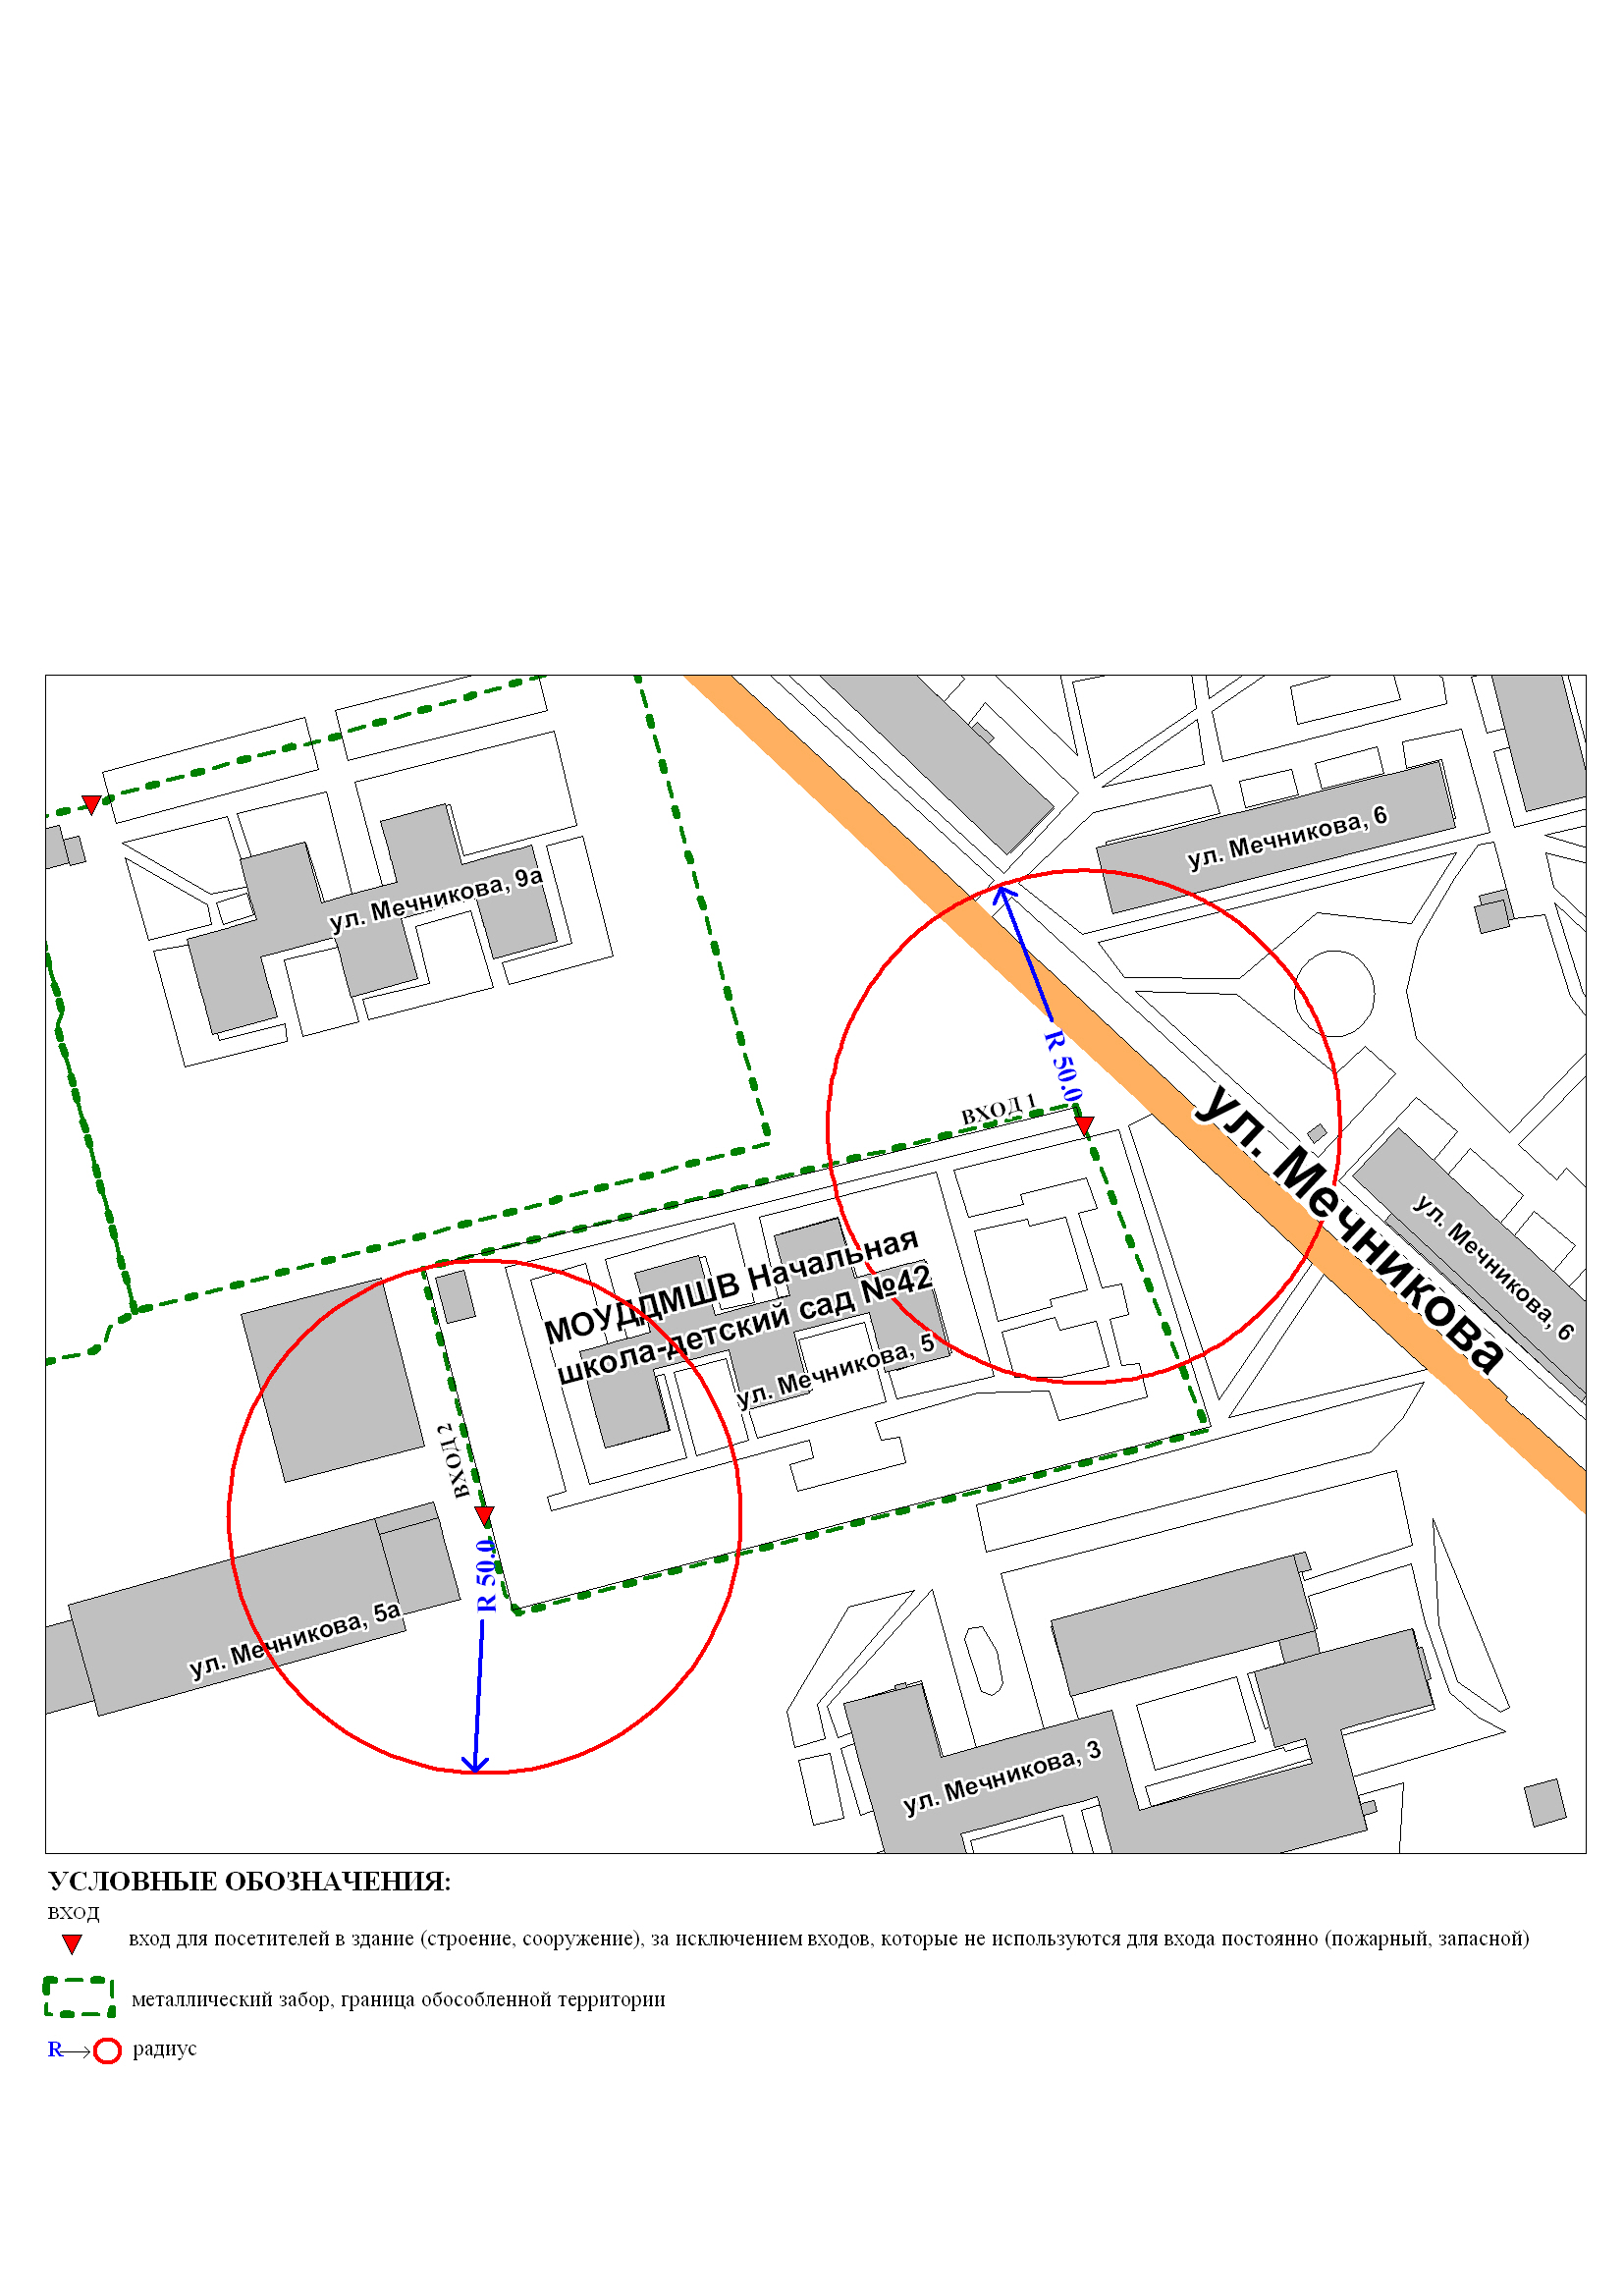 ул. Мечникова, 6
ул. Мечникова, 9а
R 50.0
ВХОД 1
ул. Мечникова
ул. Мечникова, 6
МОУДДМШВ Начальная
школа-детский сад №42
ул. Мечникова, 5
ВХОД 2
R 50.0
ул. Мечникова, 5а
ул. Мечникова, 3
УСЛОВНЫЕ ОБОЗНАЧЕНИЯ:
ВХОД
вход для посетителей в здание (строение, сооружение), за исключением входов, которые не используются для входа постоянно (пожарный, запасной)
металлический забор, граница обособленной территории
R радиус